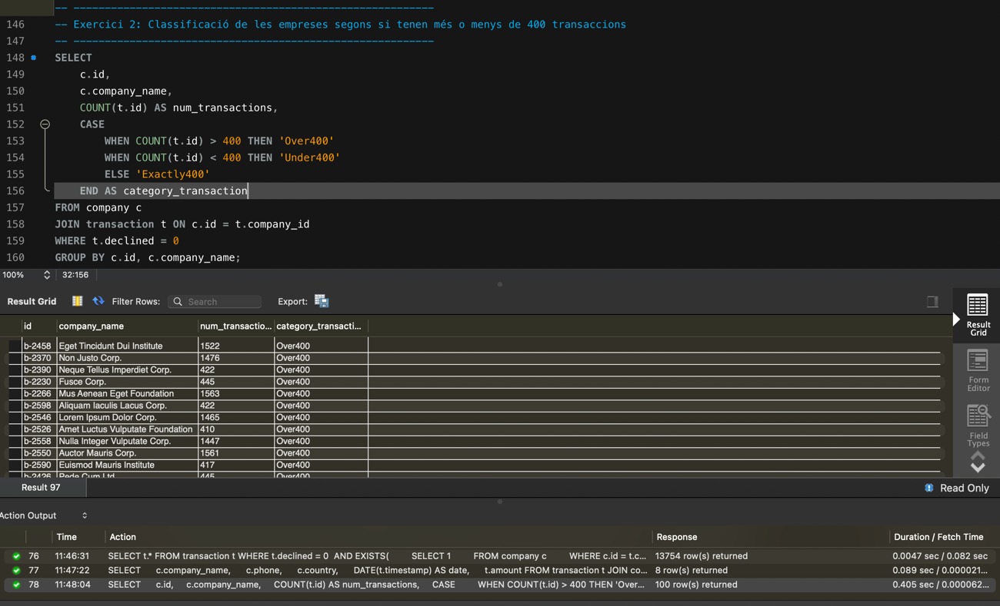 -- ----------------------------------------------------------
146 -- Exercici 2: Classificació de les empreses segons si tenen més o menys de 400 transaccions
147 -- ----------------------------------------------------------
148 SELECT
149 c.id,
150 c.company_name,
151 COUNT(t.id) AS num_transactions,
152 CASE
153 WHEN COUNT(t.id) > 400 THEN 'Over400'
154 WHEN COUNT(t.id) < 400 THEN 'Under400'
155 ELSE 'Exactly400'
156 END AS category_transaction
157 FROM company c
158 JOIN transaction t ON c.id = t.company_id
159 WHERE t.declined = 0
160 GROUP BY c.id, c.company_name;
100% 32:156
Result Grid Filter Rows: Search Export:
id company_name num_transactio... category_transacti...
b-2458 Eget Tincidunt Dui Institute 1522 Over400
b-2370 Non Justo Corp. 1476 Over400
b-2390 Neque Tellus Imperdiet Corp. 422 Over400
b-2230 Fusce Corp. 445 Over400
b-2266 Mus Aenean Eget Foundation 1563 Over400
b-2598 Aliquam Iaculis Lacus Corp. 422 Over400
b-2546 Lorem Ipsum Dolor Corp. 1465 Over400
b-2526 Amet Luctus Vulputate Foundation 410 Over400
b-2558 Nulla Integer Vulputate Corp. 1447 Over400
b-2550 Auctor Mauris Corp. 1561 Over400
b-2590 Euismod Mauris Institute 417 Over400
b-2426 Pede Cum Ltd 445 Over400
Result
Grid
Form
Editor
Field
Types
Result 97 Read Only
Action Output
Time Action Response Duration / Fetch Time
76 11:46:31 SELECT t.* FROM transaction t WHERE t.declined = 0 AND EXISTS( SELECT 1 FROM company c WHERE c.id = t.c... 13754 row(s) returned 0.0047 sec / 0.082 sec
77 11:47:22 SELECT c.company_name, c.phone, c.country, DATE(t.timestamp) AS date, t.amount FROM transaction t JOIN co... 8 row(s) returned 0.089 sec / 0.000021...
78 11:48:04 SELECT c.id, c.company_name, COUNT(t.id) AS num_transactions, CASE WHEN COUNT(t.id) > 400 THEN 'Over... 100 row(s) returned 0.405 sec / 0.000062...